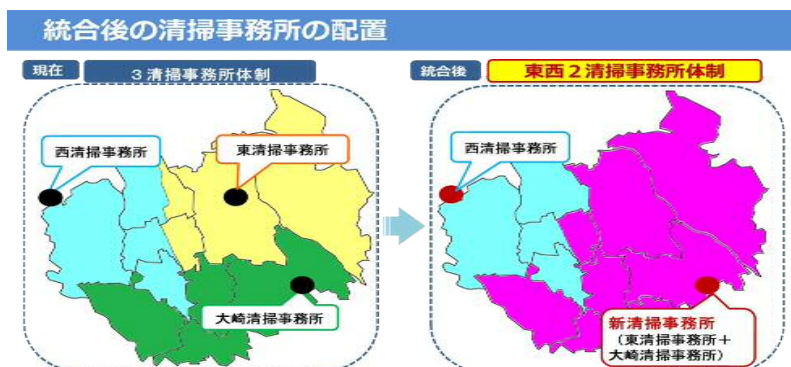 統合後の清掃事務所の配置
現在
3清掃事務所体制
西清掃事務所
東清掃事務所
大崎清掃事務所
統合後
東西2清掃事務所体制
西清掃事務所
新清掃事務所
（東清掃事務所＋
大崎清掃事務所）